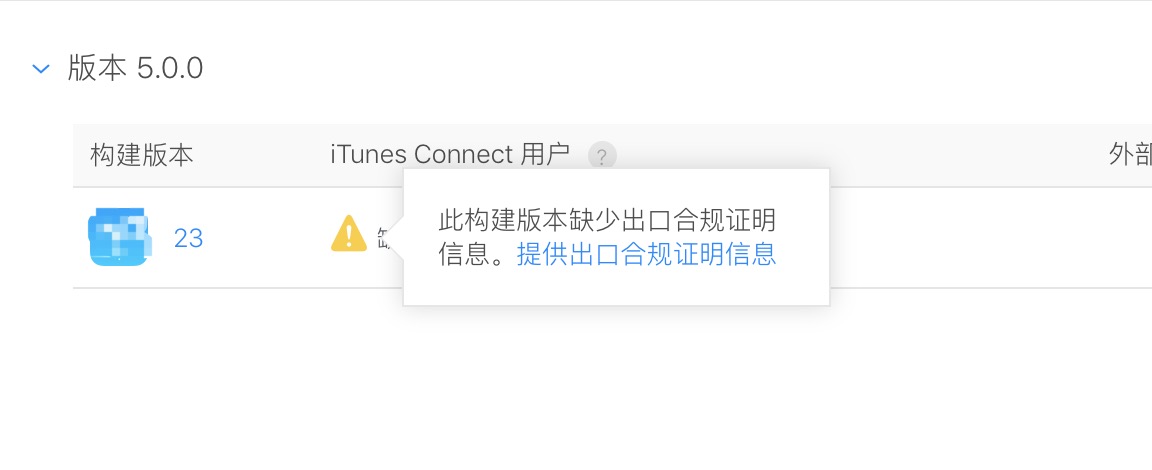 版本 5.0.0
构建版本
iTunes Connect 用户
?
外部
23
此构建版本缺少出口合规证明
信息。提供出口合规证明信息